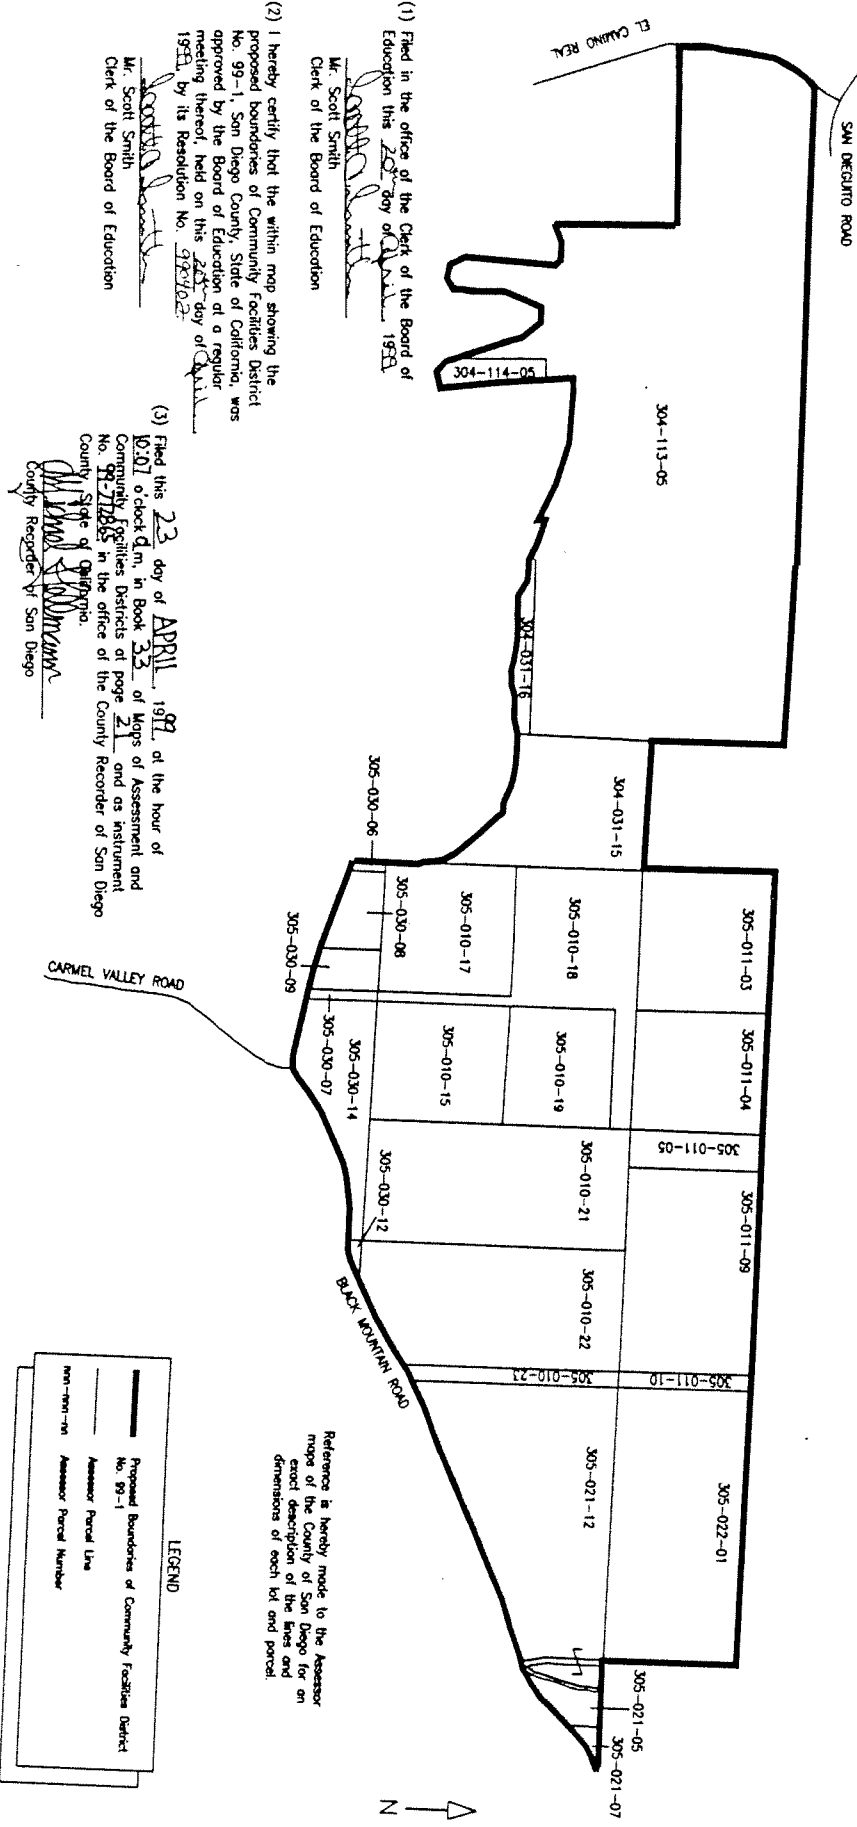 SAN DIEGUITO ROAD
EL CAMINO REAL
304-113-05
304-114-05
304-031-16
304-031-15
305-011-03
305-011-04
305-011-05
305-011-09
305-011-10
305-022-01
305-010-18
305-010-17
305-010-19
305-010-15
305-010-21
305-010-22
305-010-23
305-021-12
305-021-05
305-021-07
305-030-06
305-030-08
305-030-09
305-030-07
305-030-14
305-030-12
CARMEL VALLEY ROAD
BLACK MOUNTAIN ROAD
(1) Filed in the office of the Clerk of the Board of
Education this 20th day of April, 1999
Mr. Scott Smith
Clerk of the Board of Education
(2) I hereby certify that the within map showing the
proposed boundaries of Community Facilities District
No. 99-1, San Diego County, State of California, was
approved by the Board of Education at a regular
meeting thereof, held on this 20th day of April,
1999, by its Resolution No. 990402.
Mr. Scott Smith
Clerk of the Board of Education
(3) Filed this 23 day of APRIL, 1999, at the hour of
10:07 o'clock a.m, in Book 33 of Maps of Assessment and
Community Facilities Districts at page 21 and as instrument
No. in the office of the County Recorder of San Diego
County, State of California.
County Recorder of San Diego
Reference is hereby made to the Assessor
maps of the County of San Diego for an
exact description of the lines and
dimensions of each lot and parcel.
LEGEND
Proposed Boundaries of Community Facilities District
No. 99-1
Assessor Parcel Line
nnn-nnn-nn Assessor Parcel Number
N